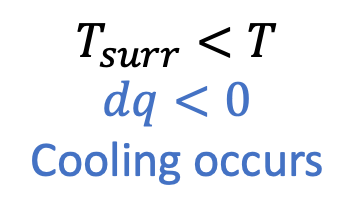 T_surr < T
dq < 0
Cooling occurs